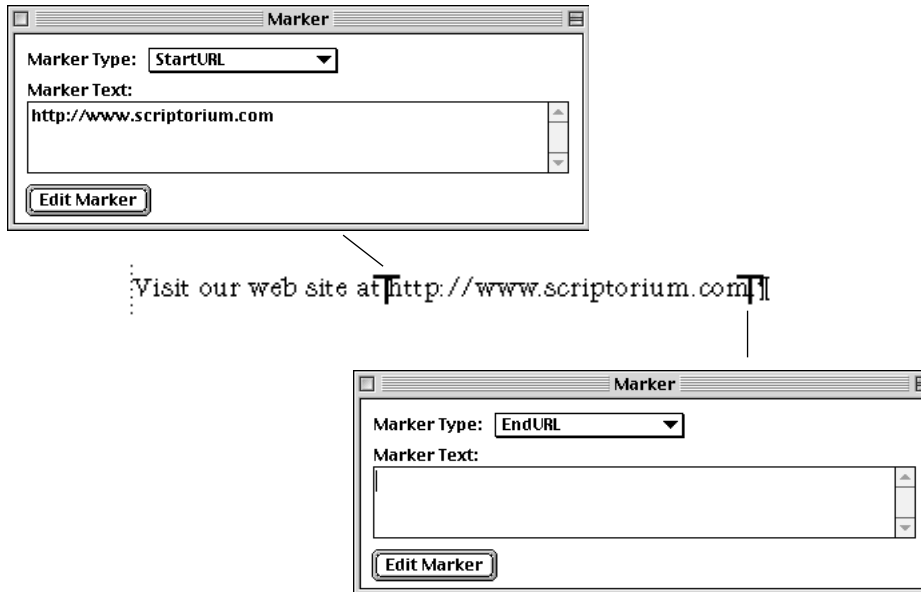 Marker
Marker Type: StartURL
Marker Text:
http://www.scriptorium.com
Edit Marker
Visit our web site at http://www.scriptorium.com.¶
Marker
Marker Type: EndURL
Marker Text:
Edit Marker